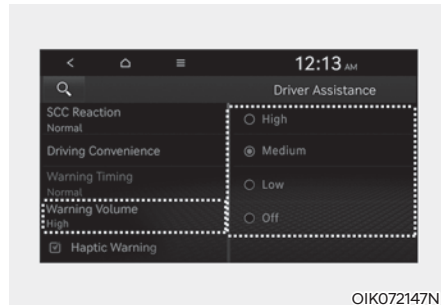 12:13 AM
Driver Assistance
SCC Reaction
Normal
Driving Convenience
Warning Timing
Normal
Warning Volume
High
Haptic Warning
High
Medium
Low
Off
OIK072147N